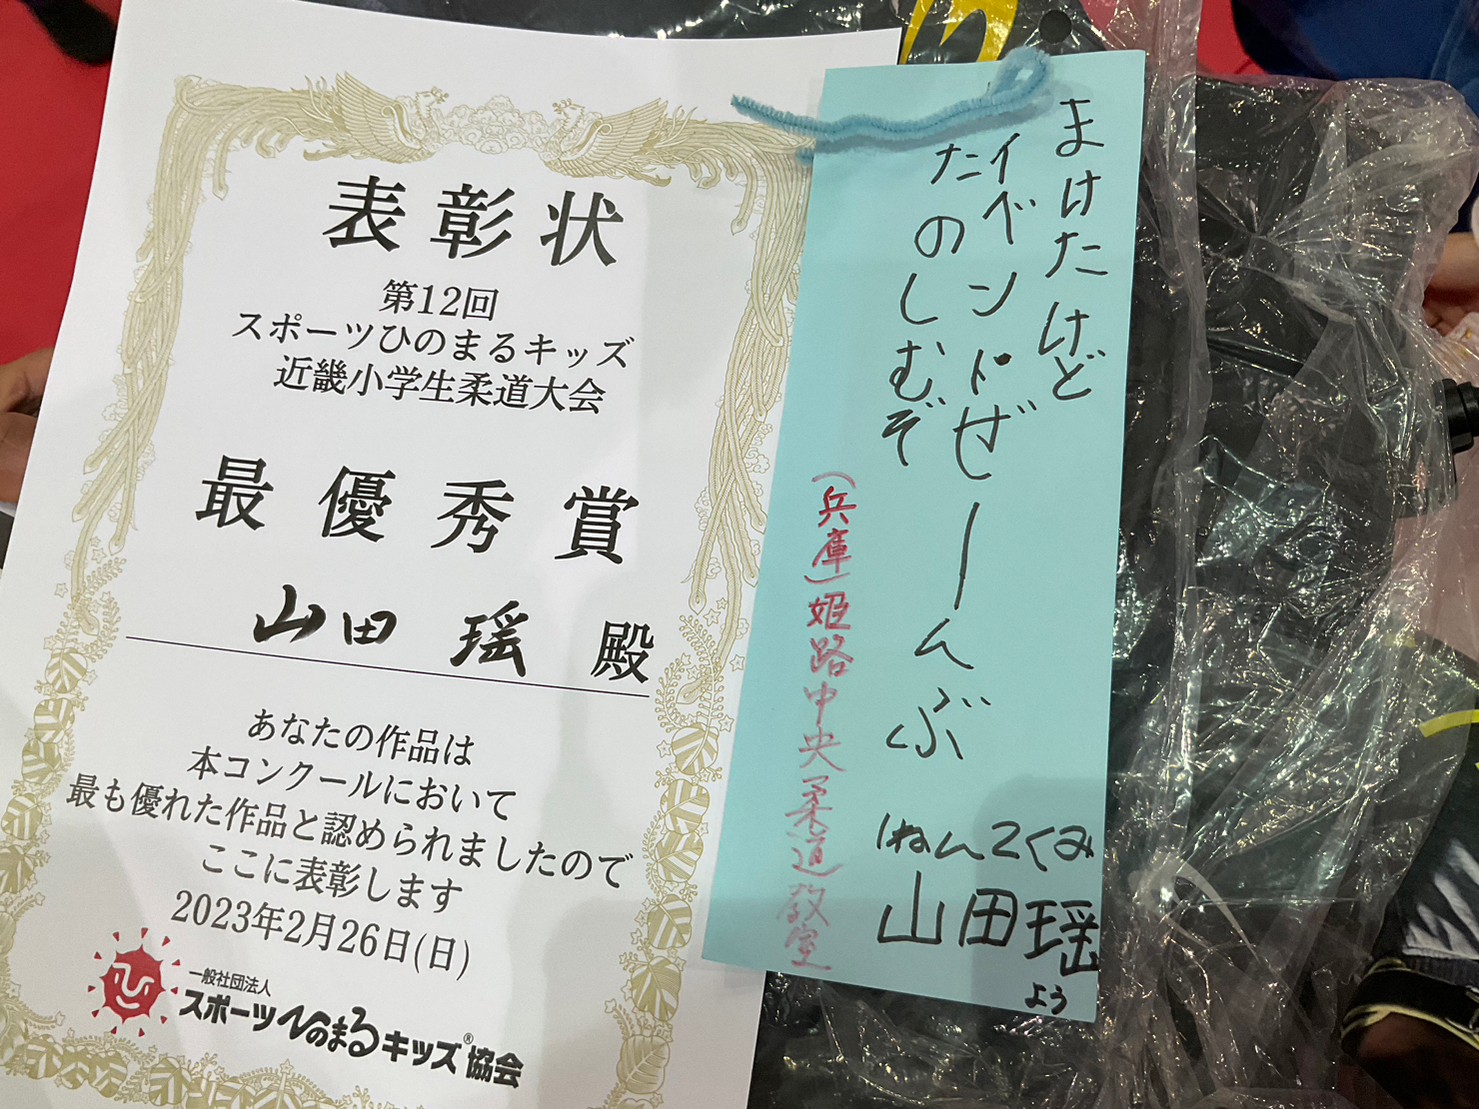 表彰状
第12回
スポーツひのまるキッズ
近畿小学生柔道大会
最優秀賞
山田 瑶 殿
あなたの作品は
本コンクールにおいて
最も優れた作品と認められましたので
ここに表彰します
2023年2月26日(日)
一般社団法人
スポーツひのまるキッズ®協会
まけたけど
イベントぜーんぶ
たのしむぞ
1ねん2くみ
山田瑶
よう
(兵庫)姫路中央柔道教室